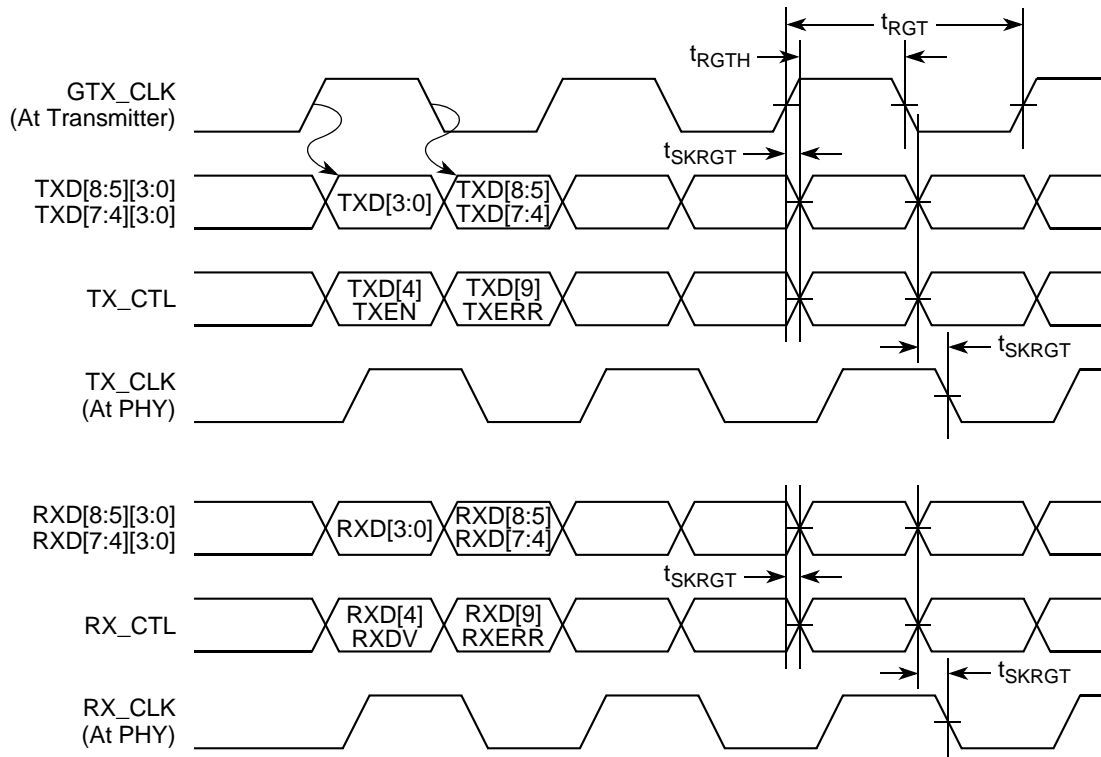 tRGT
tRGTH
GTX_CLK
(At Transmitter)
tSKRGT
TXD[8:5][3:0]
TXD[7:4][3:0]
TXD[3:0]
TXD[8:5]
TXD[7:4]
TX_CTL
TXD[4]
TXEN
TXD[9]
TXERR
tSKRGT
TX_CLK
(At PHY)
RXD[8:5][3:0]
RXD[7:4][3:0]
RXD[3:0]
RXD[8:5]
RXD[7:4]
tSKRGT
RX_CTL
RXD[4]
RXDV
RXD[9]
RXERR
tSKRGT
RX_CLK
(At PHY)